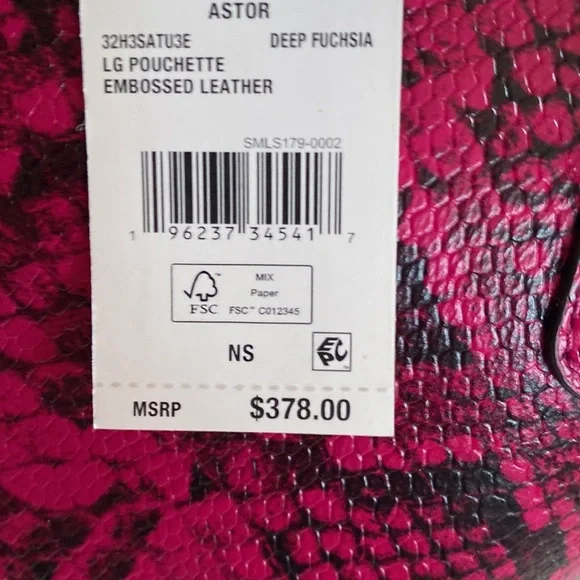 ASTOR
32H3SATU3E DEEP FUCHSIA
LG POUCHETTE
EMBOSSED LEATHER
SMLS179-0002
1 96237 34541 7
FSC
MIX
Paper
FSC™ C012345
NS
EPC
MSRP $378.00